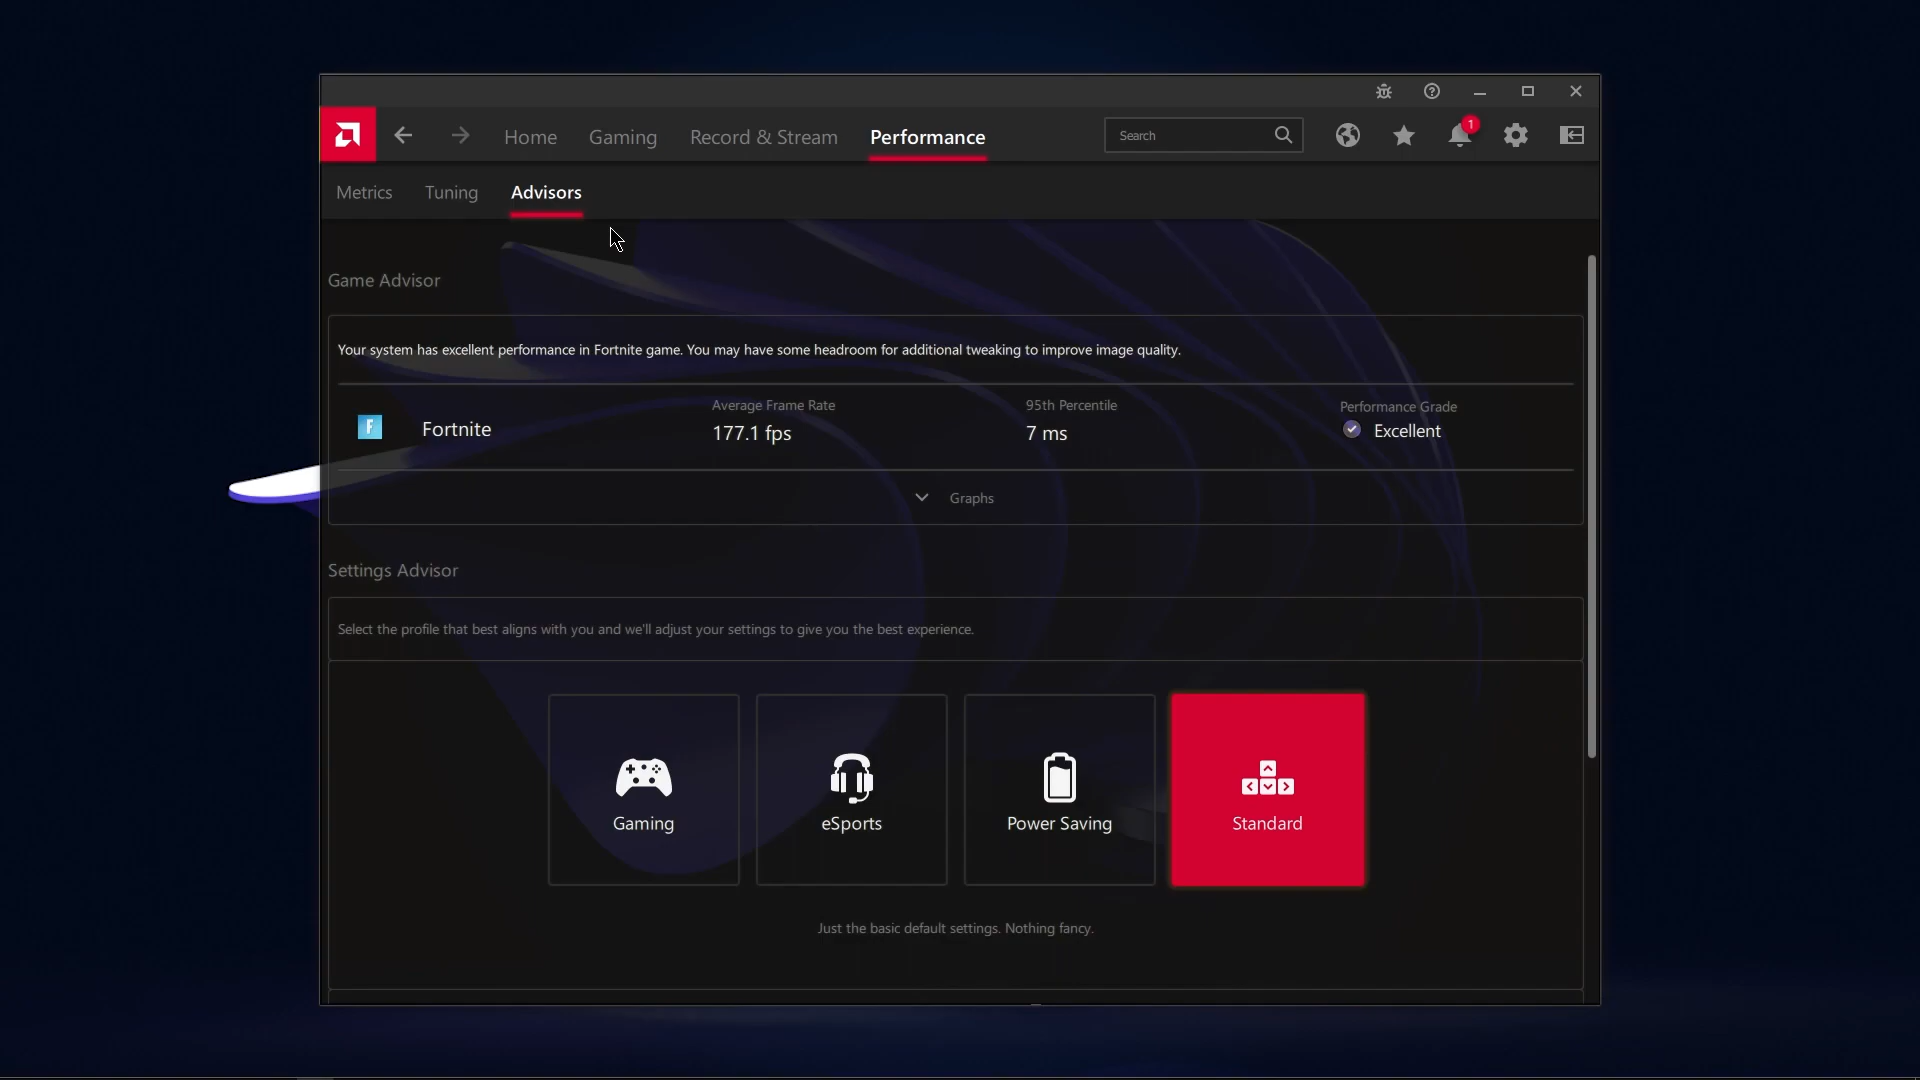 Home Gaming Record & Stream Performance Search 1
Metrics Tuning Advisors
Game Advisor
Your system has excellent performance in Fortnite game. You may have some headroom for additional tweaking to improve image quality.
Average Frame Rate 95th Percentile Performance Grade
F Fortnite 177.1 fps 7 ms Excellent
Graphs
Settings Advisor
Select the profile that best aligns with you and we'll adjust your settings to give you the best experience.
Gaming eSports Power Saving Standard
Just the basic default settings. Nothing fancy.